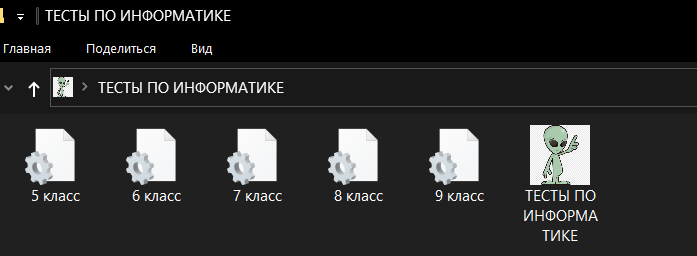 ТЕСТЫ ПО ИНФОРМАТИКЕ
Главная Поделиться Вид
ТЕСТЫ ПО ИНФОРМАТИКЕ
5 класс 6 класс 7 класс 8 класс 9 класс ТЕСТЫ ПО
ИНФОРМА
ТИКЕ